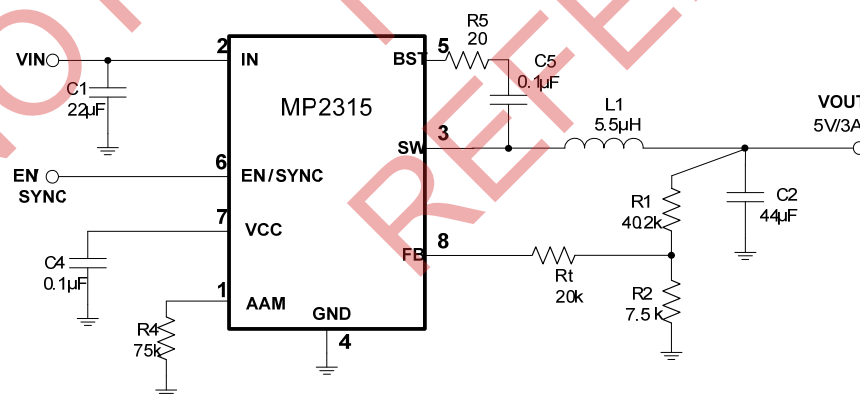 R5
20
C5
0.1µF
2
5
VIN
IN
BST
C1
22µF
MP2315
L1
5.5µH
VOUT
5V/3A
3
SW
6
EN/
SYNC
EN/SYNC
R1
40.2k
C2
44µF
7
VCC
8
FB
C4
0.1µF
Rt
20k
R2
7.5k
1
AAM
GND
4
R4
75k
REFE